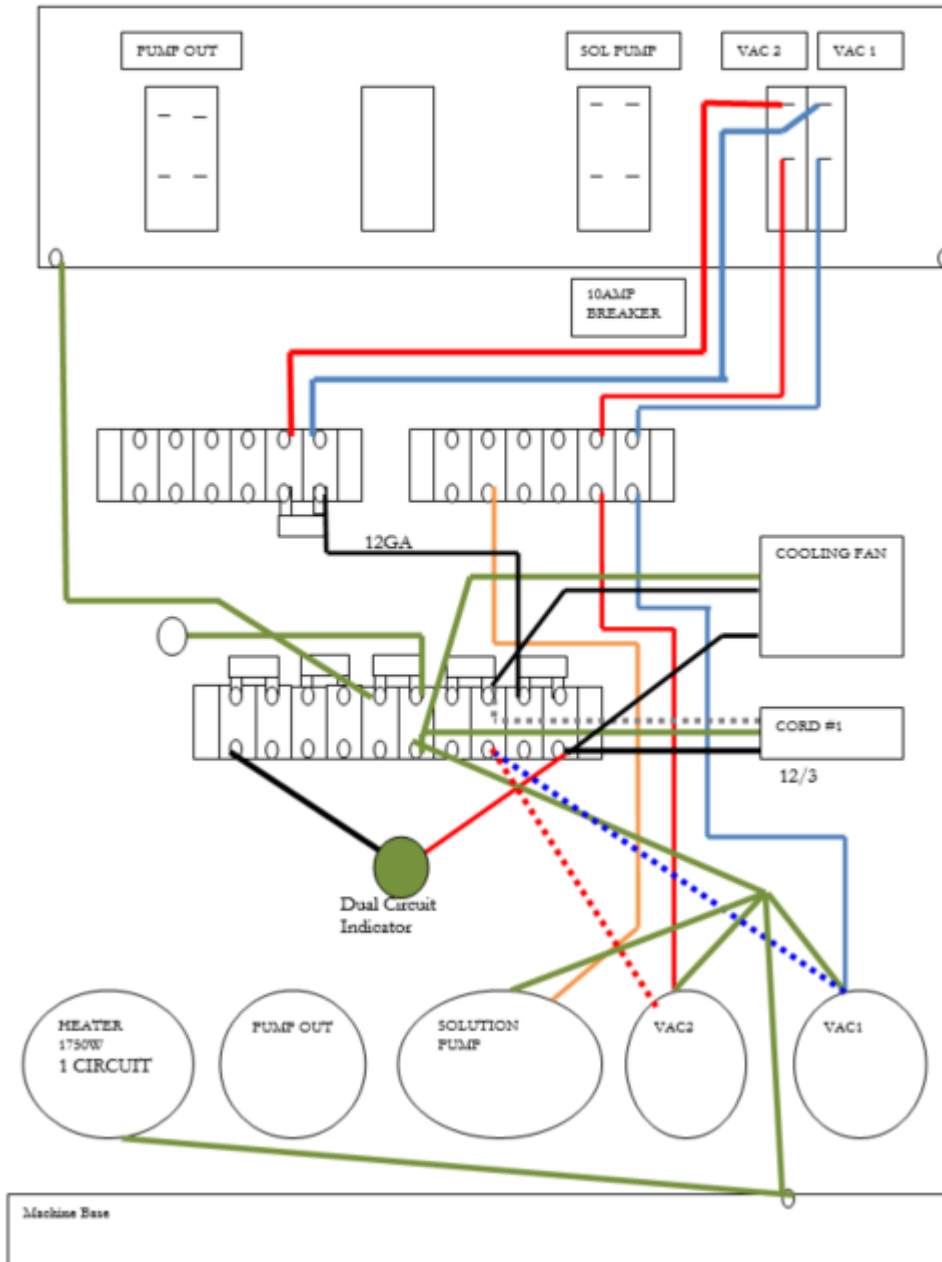 PUMP OUT
SOL PUMP
VAC 2
VAC 1
10AMP
BREAKER
12GA
COOLING FAN
CORD #1
12/3
Dual Circuit
Indicator
HEATER
1750W
1 CIRCUIT
PUMP OUT
SOLUTION
PUMP
VAC2
VAC1
Machine Base